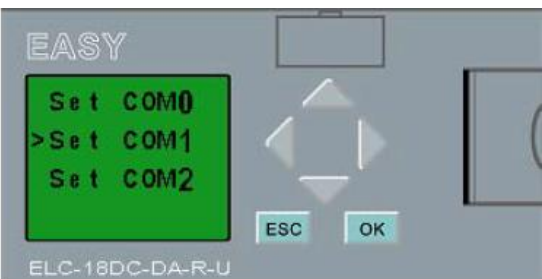 EASY
Set COM0
>Set COM1
Set COM2
ESC OK
ELC-18DC-DA-R-U